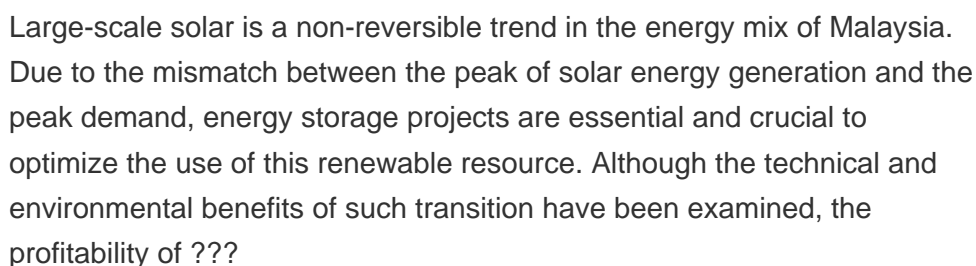 Large-scale solar is a non-reversible trend in the energy mix of Malaysia.
Due to the mismatch between the peak of solar energy generation and the
peak demand, energy storage projects are essential and crucial to
optimize the use of this renewable resource. Although the technical and
environmental benefits of such transition have been examined, the
profitability of ???